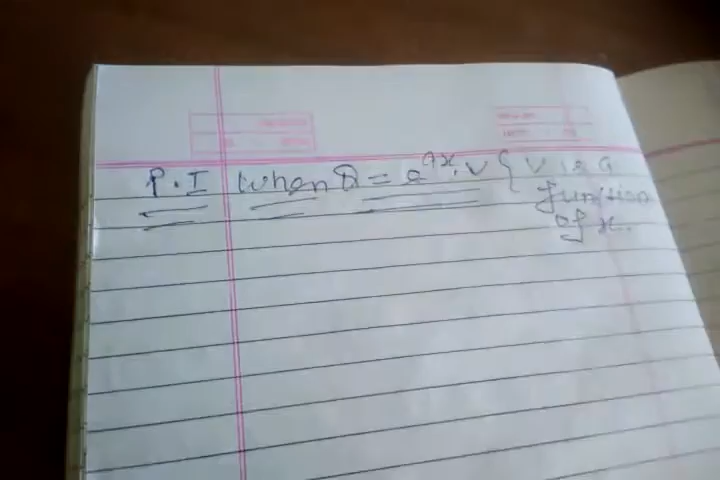 P.I when Q = e^ax.V { V is a
function
of x.